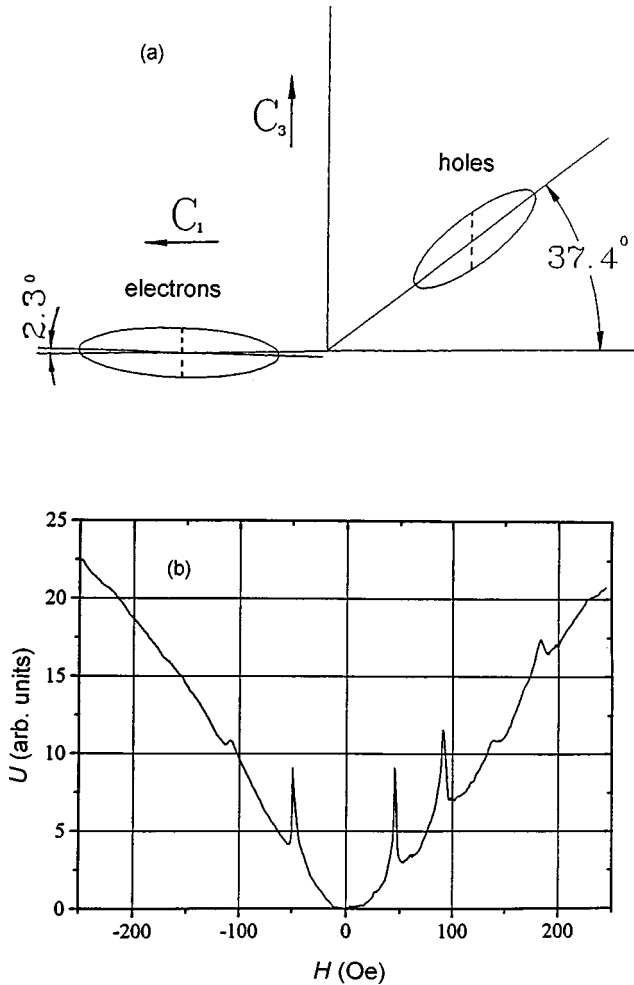 (a)
C₃
holes
C₁
37.4°
electrons
2.3°
25
(b)
20
15
10
5
0
U (arb. units)
-200 -100 0 100 200
H (Oe)